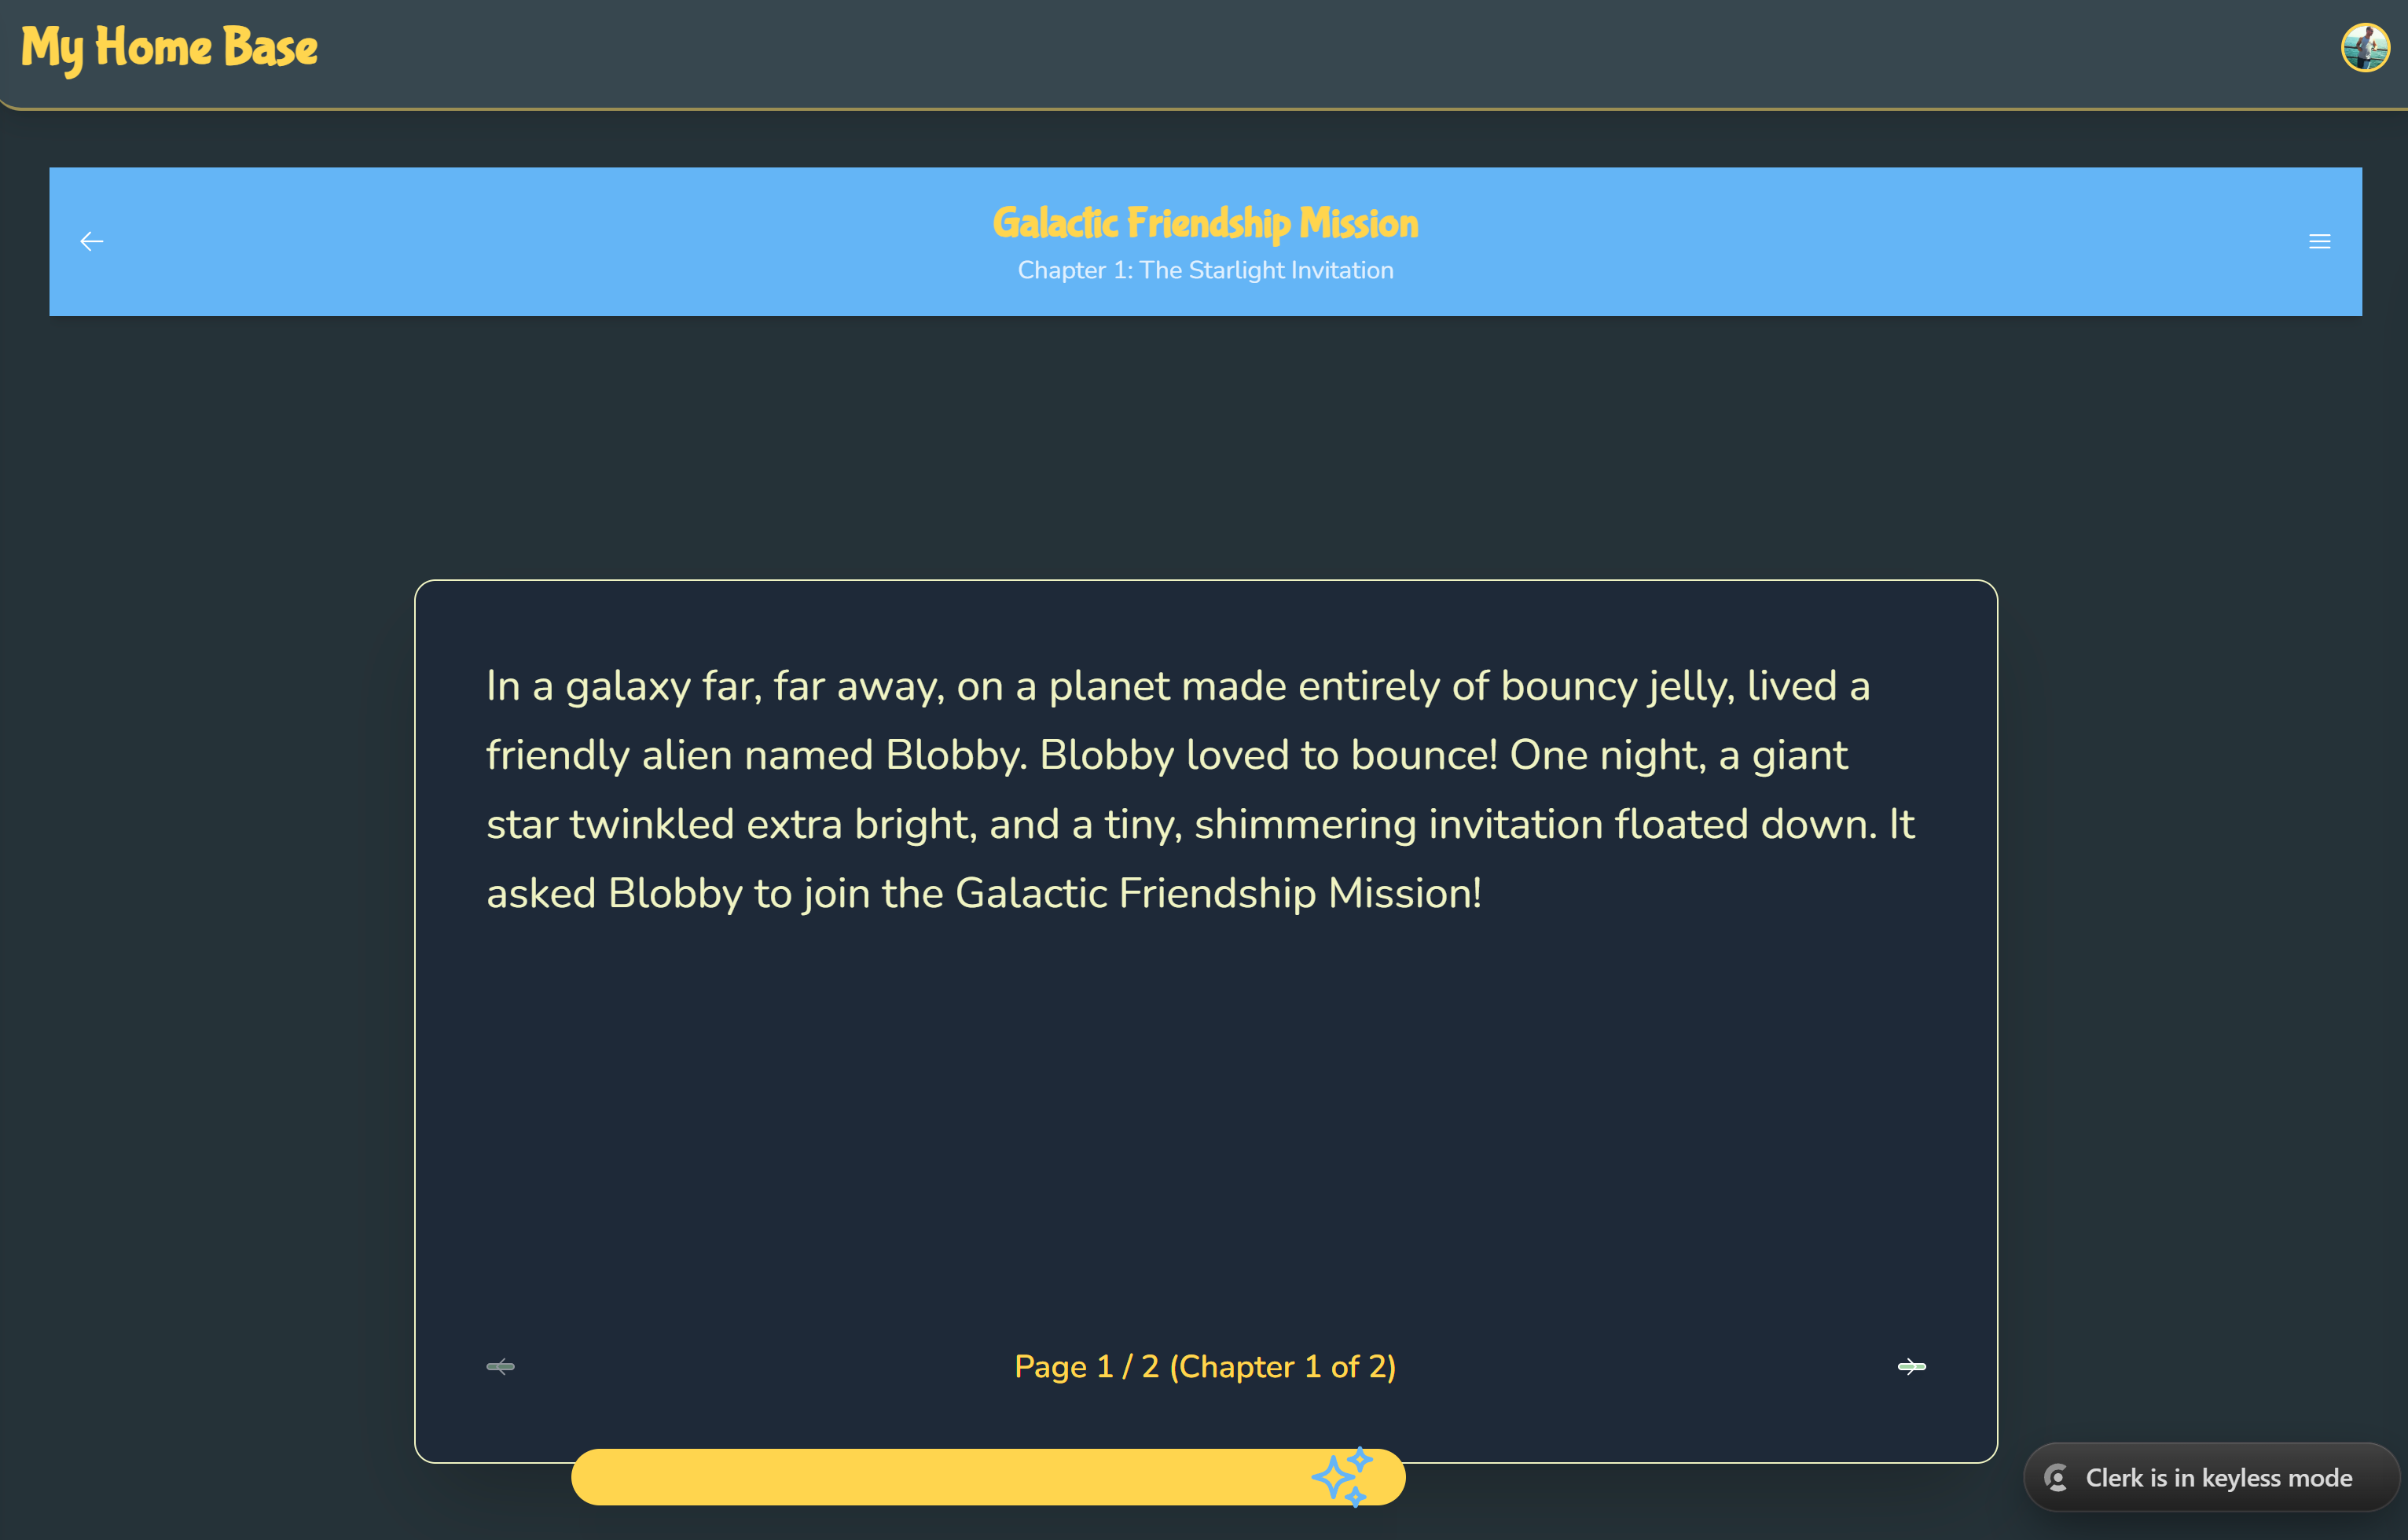 My Home Base
Galactic Friendship Mission
Chapter 1: The Starlight Invitation
In a galaxy far, far away, on a planet made entirely of bouncy jelly, lived a
friendly alien named Blobby. Blobby loved to bounce! One night, a giant
star twinkled extra bright, and a tiny, shimmering invitation floated down. It
asked Blobby to join the Galactic Friendship Mission!
Page 1 / 2 (Chapter 1 of 2)
Clerk is in keyless mode